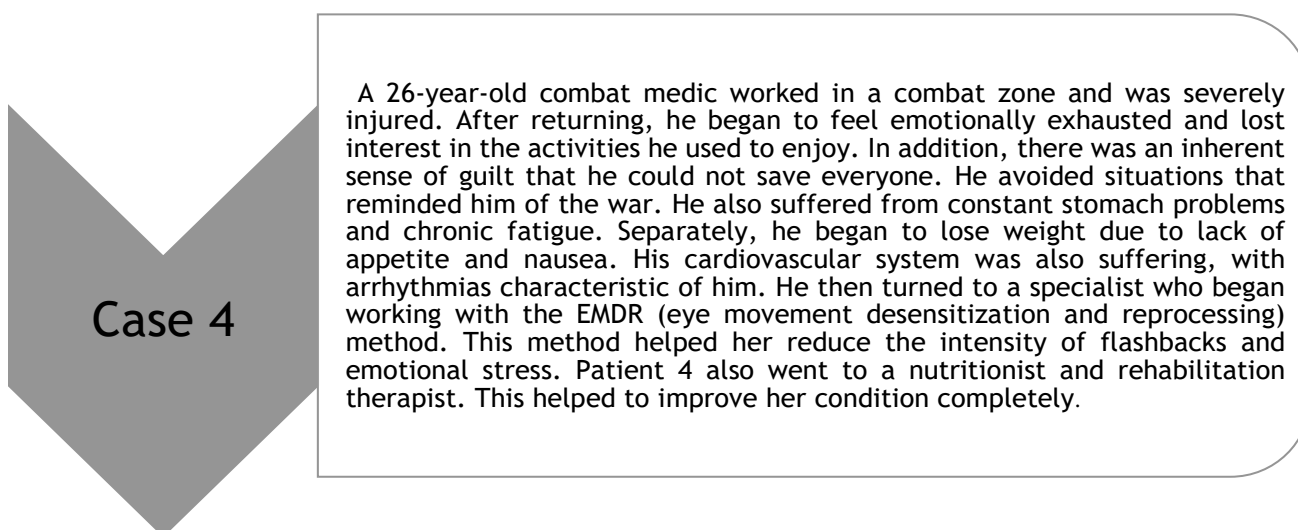 Case 4
A 26-year-old combat medic worked in a combat zone and was severely
injured. After returning, he began to feel emotionally exhausted and lost
interest in the activities he used to enjoy. In addition, there was an inherent
sense of guilt that he could not save everyone. He avoided situations that
reminded him of the war. He also suffered from constant stomach problems
and chronic fatigue. Separately, he began to lose weight due to lack of
appetite and nausea. His cardiovascular system was also suffering, with
arrhythmias characteristic of him. He then turned to a specialist who began
working with the EMDR (eye movement desensitization and reprocessing)
method. This method helped her reduce the intensity of flashbacks and
emotional stress. Patient 4 also went to a nutritionist and rehabilitation
therapist. This helped to improve her condition completely.